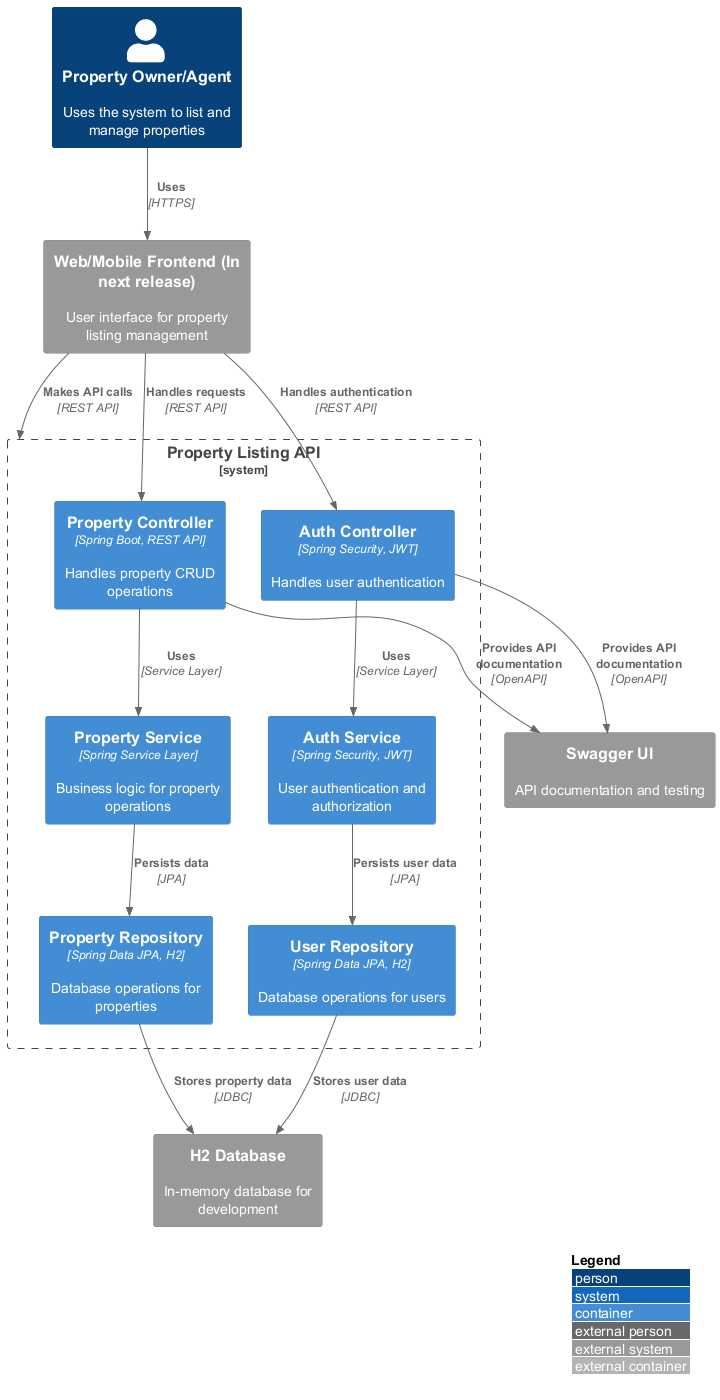 Property Owner/Agent
Uses the system to list and
manage properties
Uses
[HTTPS]
Web/Mobile Frontend (In
next release)
User interface for property
listing management
Makes API calls
[REST API]
Handles requests
[REST API]
Handles authentication
[REST API]
Property Listing API
[system]
Property Controller
[Spring Boot, REST API]
Handles property CRUD
operations
Auth Controller
[Spring Security, JWT]
Handles user authentication
Uses
[Service Layer]
Uses
[Service Layer]
Provides API
documentation
[OpenAPI]
Provides API
documentation
[OpenAPI]
Property Service
[Spring Service Layer]
Business logic for property
operations
Auth Service
[Spring Security, JWT]
User authentication and
authorization
Swagger UI
API documentation and testing
Persists data
[JPA]
Persists user data
[JPA]
Property Repository
[Spring Data JPA, H2]
Database operations for
properties
User Repository
[Spring Data JPA, H2]
Database operations for users
Stores property data
[JDBC]
Stores user data
[JDBC]
H2 Database
In-memory database for
development
Legend
person
system
container
external person
external system
external container